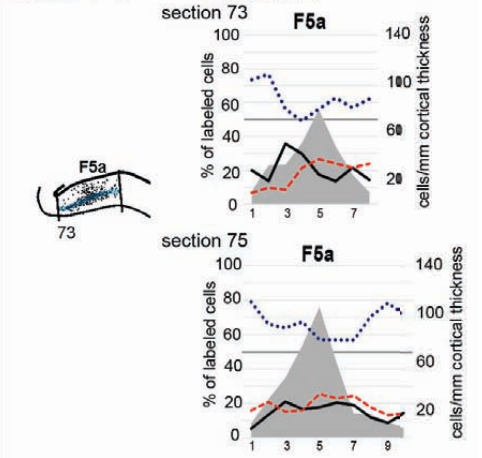 section 73
F5a
% of labeled cells
100
80
60
40
20
0
1 3 5 7
140
100
60
20
cells/mm cortical thickness
F5a
73
section 75
F5a
% of labeled cells
100
80
60
40
20
0
1 3 5 7 9
140
100
60
20
cells/mm cortical thickness